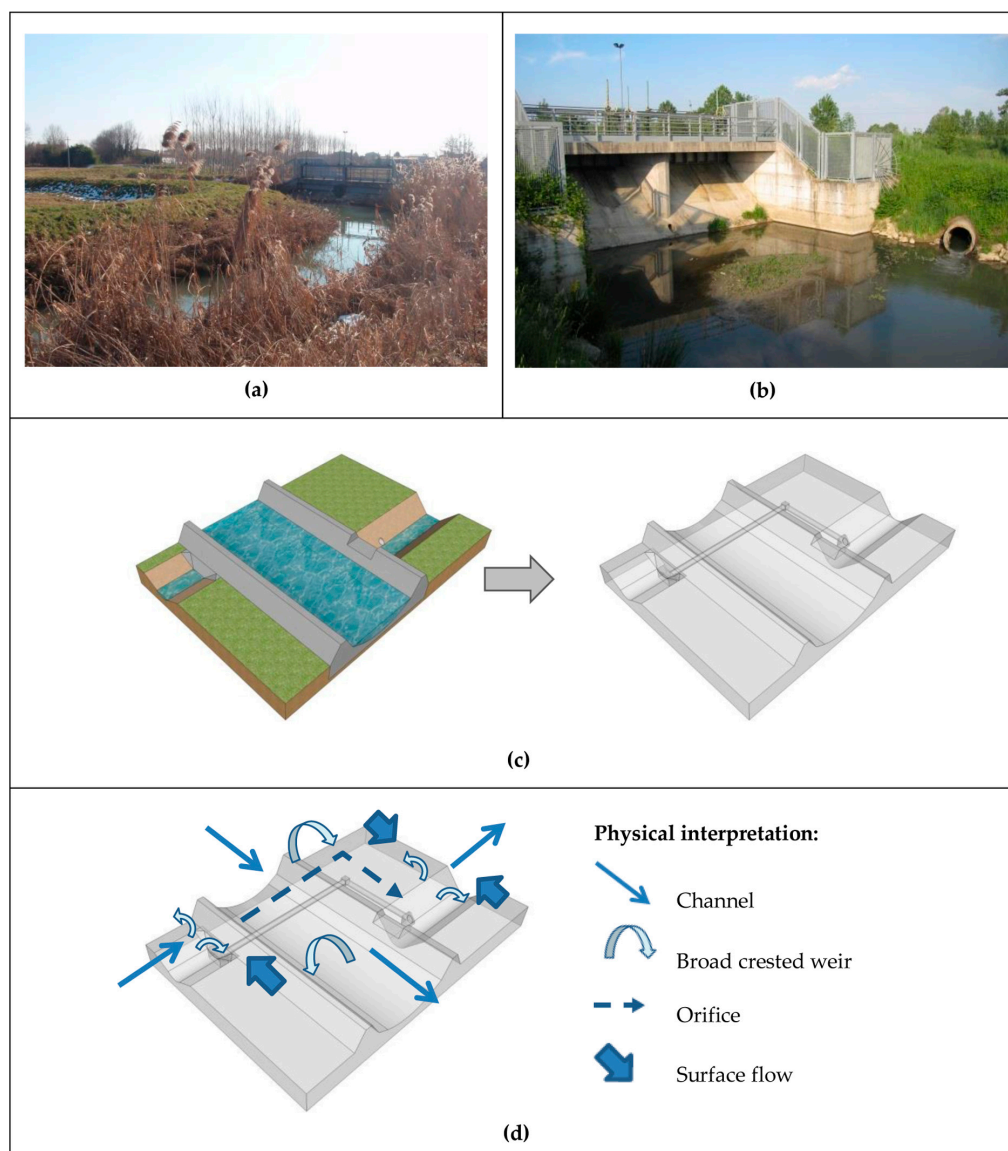 (a)
(b)
(c)
Physical interpretation:
Channel
Broad crested weir
Orifice
Surface flow
(d)